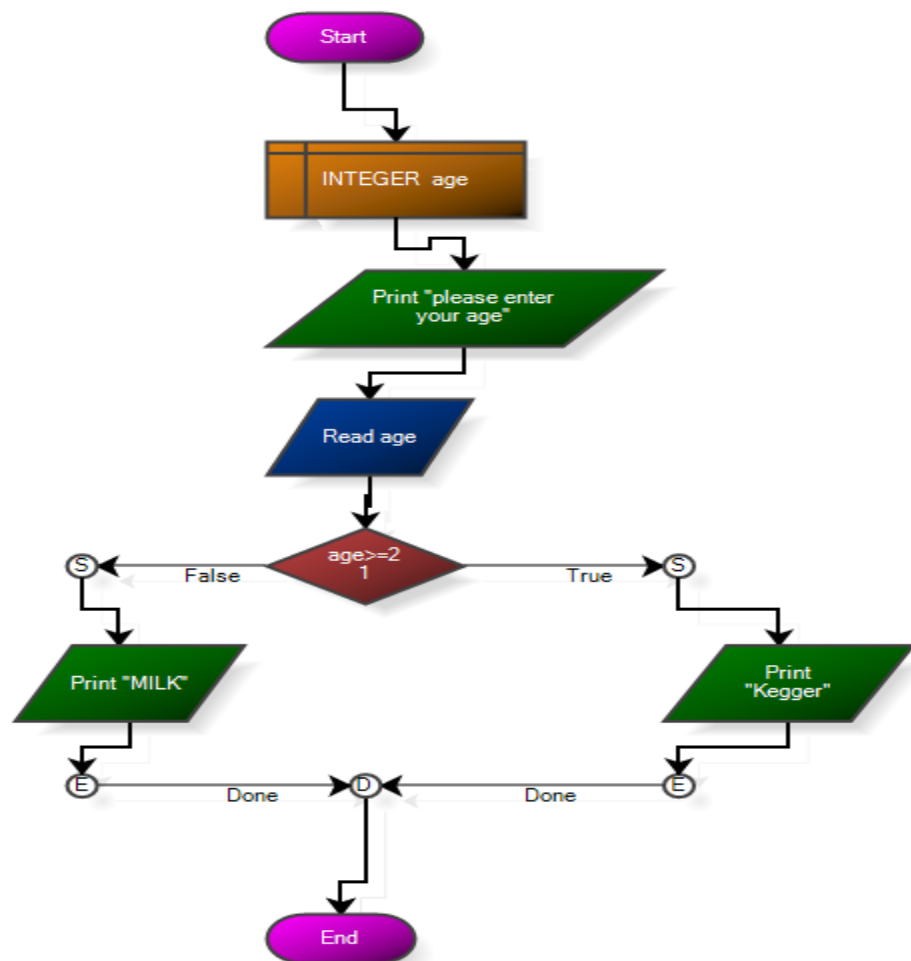 Start
INTEGER  age
Print "please enter
your age"
Read age
age>=2
1
False
True
S
S
Print "MILK"
Print
"Kegger"
E
Done
D
Done
E
End